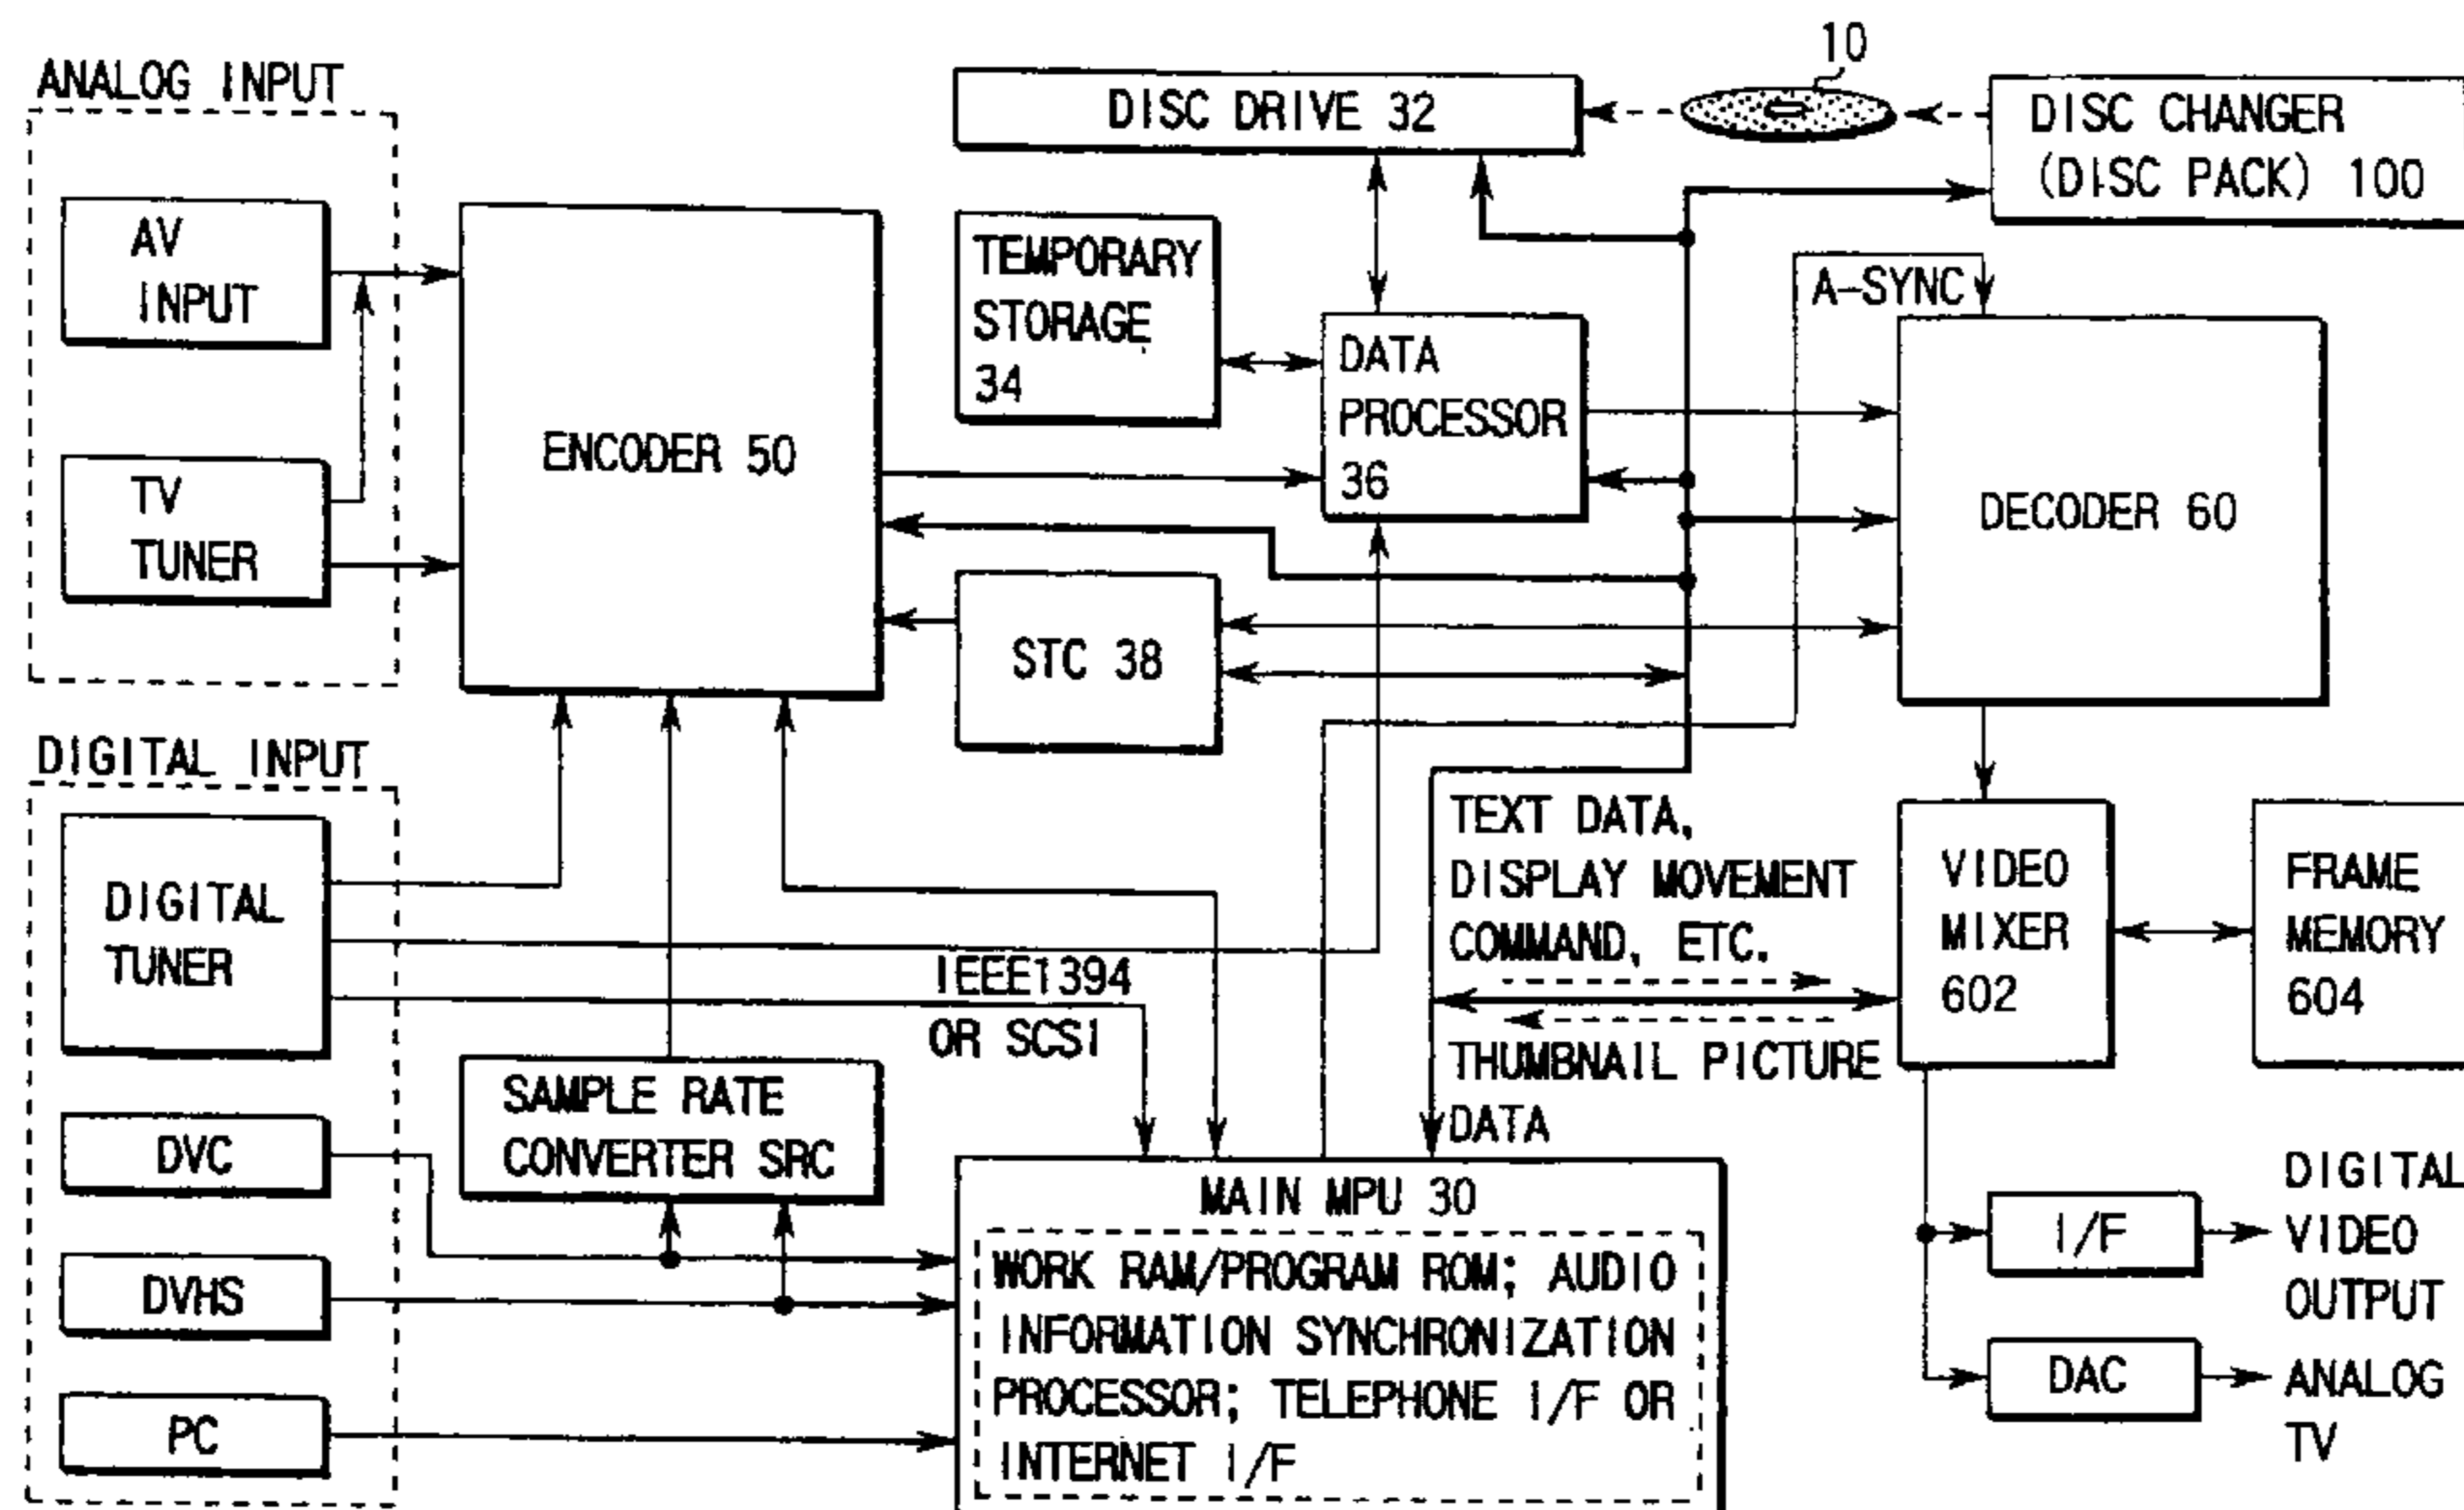 ANALOG INPUT
AV
INPUT
TV
TUNER
ENCODER 50
DISC DRIVE 32
10
DISC CHANGER
(DISC PACK) 100
TEMPORARY
STORAGE
34
DATA
PROCESSOR
36
A-SYNC
DECODER 60
STC 38
DIGITAL INPUT
DIGITAL
TUNER
DVC
DVHS
PC
SAMPLE RATE
CONVERTER SRC
IEEE1394
OR SCSI
TEXT DATA,
DISPLAY MOVEMENT
COMMAND, ETC.
THUMBNAIL PICTURE
DATA
VIDEO
MIXER
602
FRAME
MEMORY
604
MAIN MPU 30
WORK RAM/PROGRAM ROM; AUDIO
INFORMATION SYNCHRONIZATION
PROCESSOR; TELEPHONE I/F OR
INTERNET I/F
I/F
DIGITAL
VIDEO
OUTPUT
DAC
ANALOG
TV